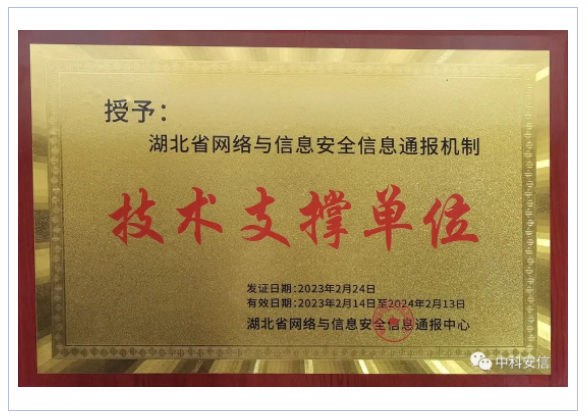 授予：
湖北省网络与信息安全信息通报机制
技术支撑单位
发证日期：2023年2月24日
有效日期：2023年2月14日至2024年2月13日
湖北省网络与信息安全信息通报中心
中科安信